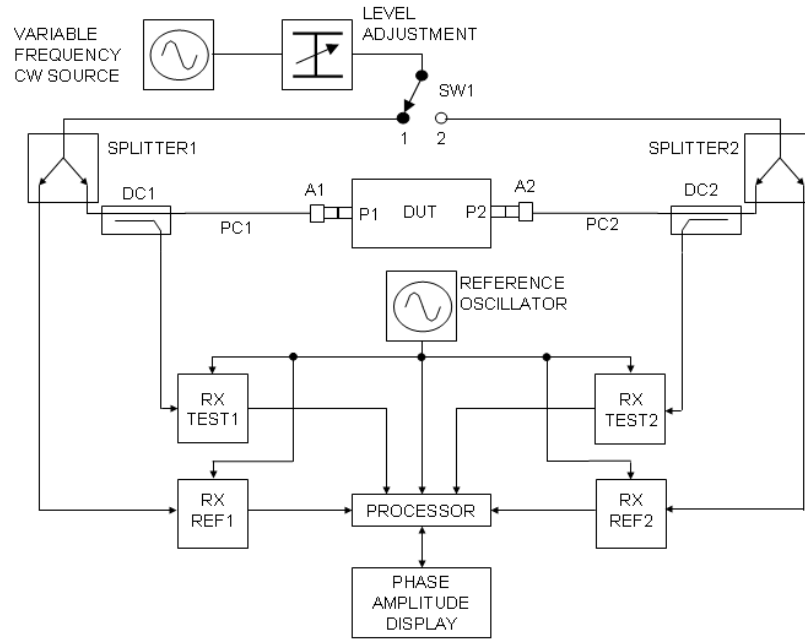 VARIABLE
FREQUENCY
CW SOURCE
LEVEL
ADJUSTMENT
SW1
1 2
SPLITTER1
SPLITTER2
DC1
A1
P1 DUT P2
A2
DC2
PC1
PC2
REFERENCE
OSCILLATOR
RX
TEST1
RX
TEST2
RX
REF1
PROCESSOR
RX
REF2
PHASE
AMPLITUDE
DISPLAY